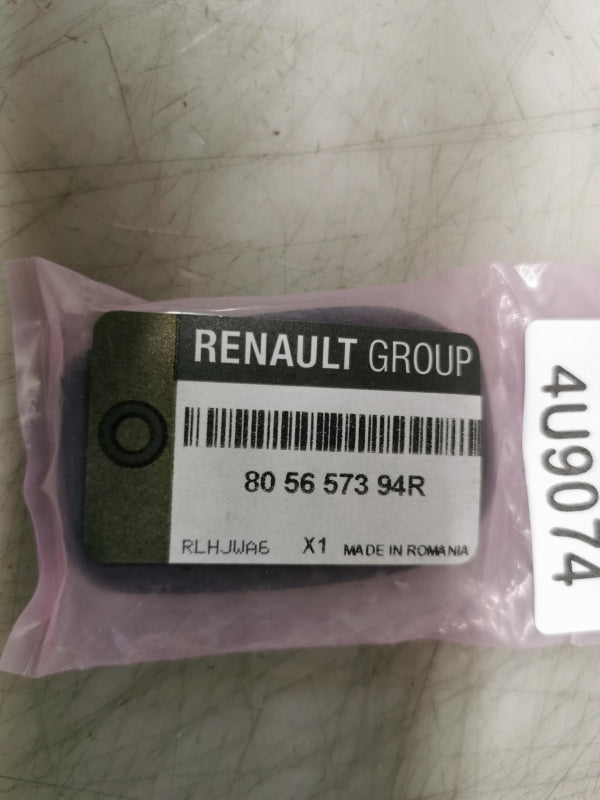 RENAULT GROUP
80 56 573 94R
RLHJWA6 X1 MADE IN ROMANIA
4U9074